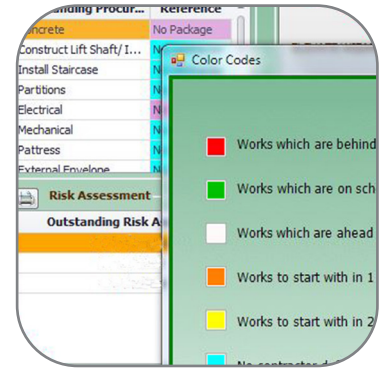 Procur... Reference
No Package
Construct Lift Shaft/ I...
Install Staircase
Partitions
Electrical
Mechanical
Pattress
External Envelope
Color Codes
Works which are behind
Works which are on sch
Works which are ahead
Works to start with in 1
Works to start with in 2
Risk Assessment
Outstanding Risk A